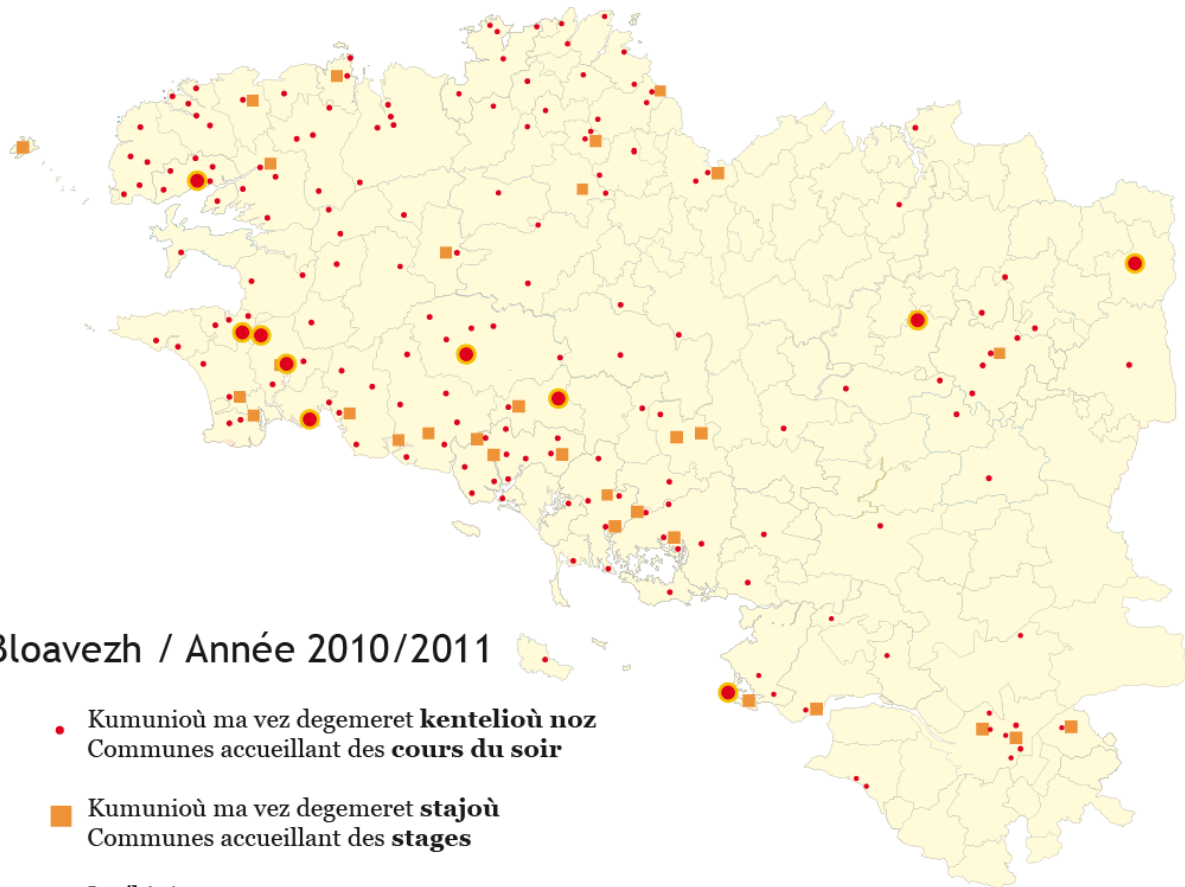 Bloavezh / Année 2010/2011
Kumunioù ma vez degemeret kentelioù noz
Communes accueillant des cours du soir
Kumunioù ma vez degemeret stajoù
Communes accueillant des stages